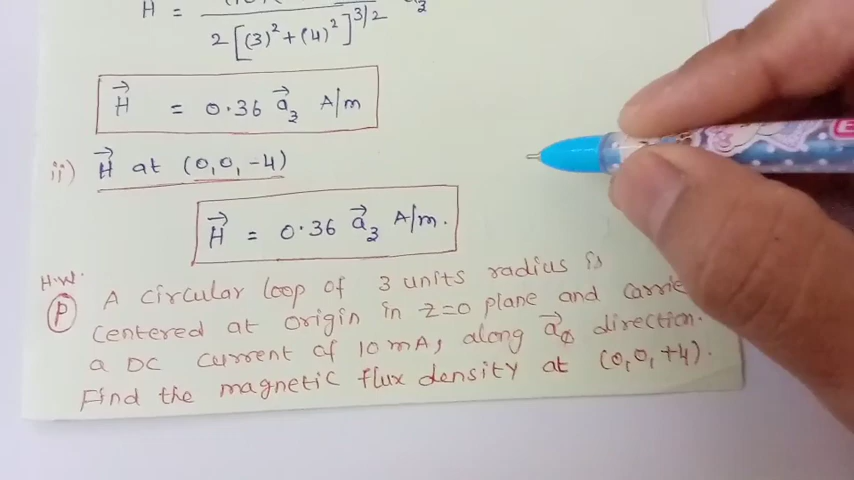 H =
2[(3)²+(4)²]^3/2
H⃗ = 0.36 a⃗z A/m
ii) H⃗ at (0,0,-4)
H⃗ = 0.36 a⃗z A/m.
H.W.
P A circular loop of 3 units radius is
centered at origin in z=0 plane and carrie
a DC current of 10 mA, along a⃗ϕ direction.
Find the magnetic flux density at (0,0,+4).